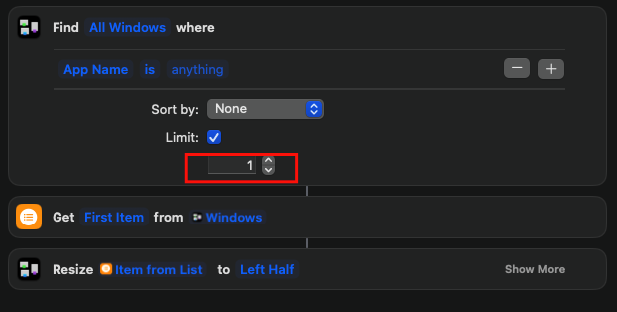 Find All Windows where
App Name is anything
Sort by: None
Limit:
1
Get First Item from Windows
Resize Item from List to Left Half Show More